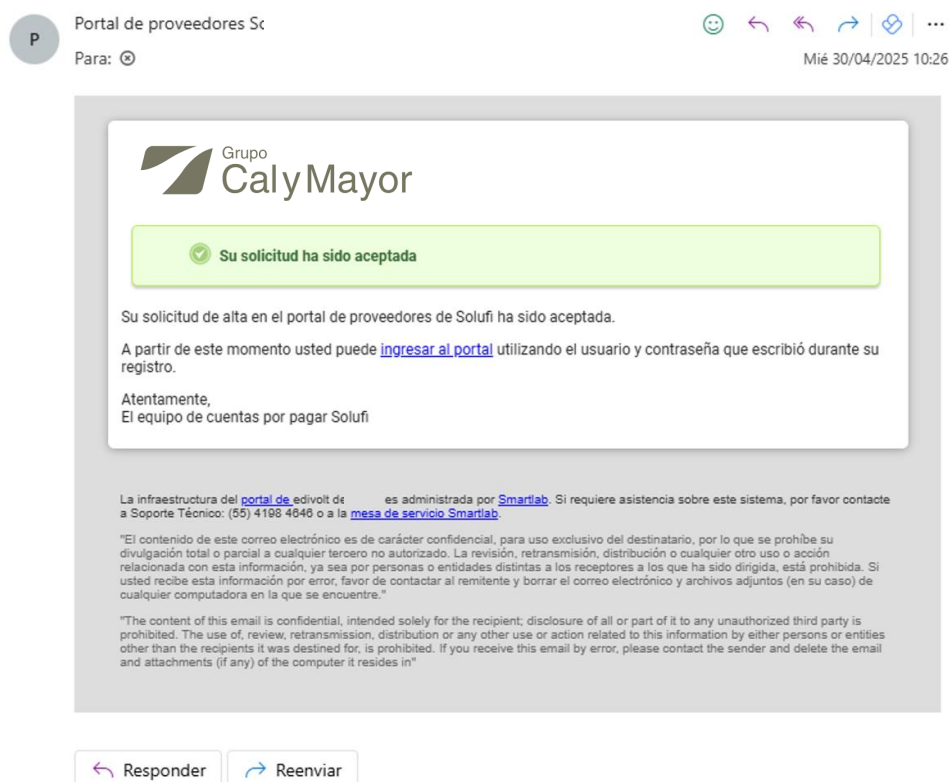 P
Portal de proveedores Sc
Para:
Mié 30/04/2025 10:26
Grupo
Cal y Mayor
Su solicitud ha sido aceptada
Su solicitud de alta en el portal de proveedores de Solufi ha sido aceptada.
A partir de este momento usted puede ingresar al portal utilizando el usuario y contraseña que escribió durante su
registro.
Atentamente,
El equipo de cuentas por pagar Solufi
La infraestructura del portal de edivolt de es administrada por Smartlab. Si requiere asistencia sobre este sistema, por favor contacte
a Soporte Técnico: (55) 4198 4646 o a la mesa de servicio Smartlab.
"El contenido de este correo electrónico es de carácter confidencial, para uso exclusivo del destinatario, por lo que se prohíbe su
divulgación total o parcial a cualquier tercero no autorizado. La revisión, retransmisión, distribución o cualquier otro uso o acción
relacionada con esta información, ya sea por personas o entidades distintas a los receptores a los que ha sido dirigida, está prohibida. Si
usted recibe esta información por error, favor de contactar al remitente y borrar el correo electrónico y archivos adjuntos (en su caso) de
cualquier computadora en la que se encuentre."
"The content of this email is confidential, intended solely for the recipient; disclosure of all or part of it to any unauthorized third party is
prohibited. The use of, review, retransmission, distribution or any other use or action related to this information by either persons or entities
other than the recipients it was destined for, is prohibited. If you receive this email by error, please contact the sender and delete the email
and attachments (if any) of the computer it resides in"
Responder
Reenviar